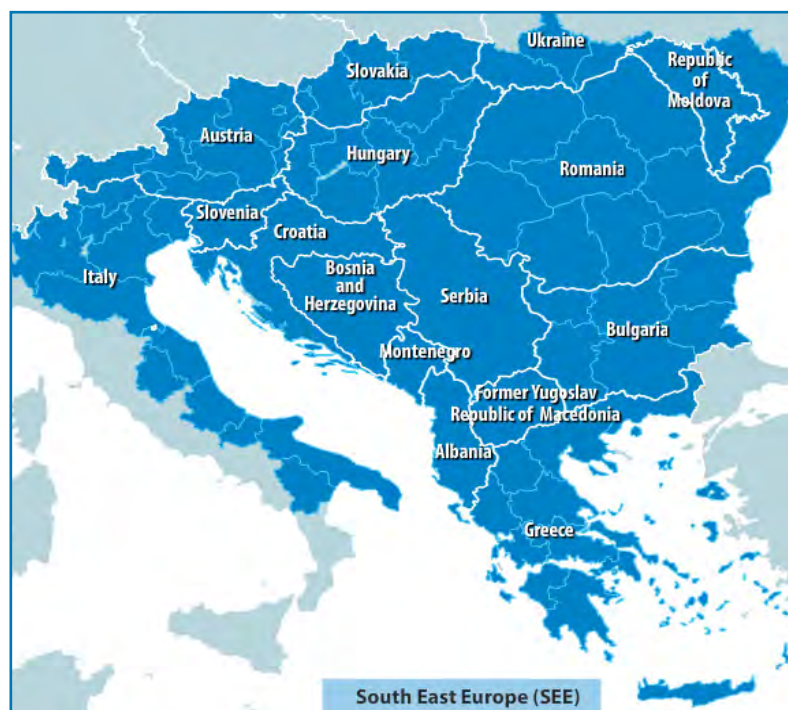 Ukraine
Slovakia
Republic
of
Moldova
Austria
Hungary
Romania
Slovenia
Croatia
Italy
Bosnia
and
Herzegovina
Serbia
Bulgaria
Montenegro
Former Yugoslav
Republic of Macedonia
Albania
Greece
South East Europe (SEE)